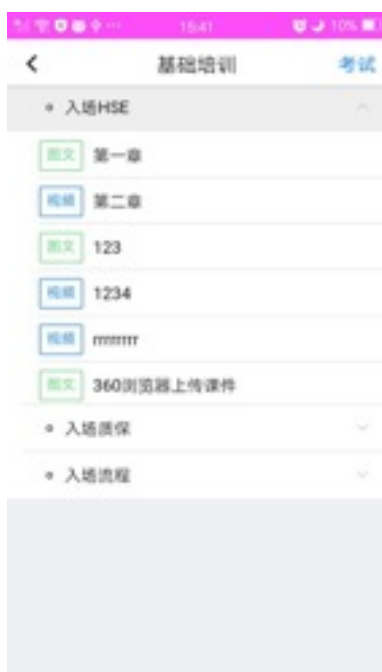 15:41 10%
基础培训 考试
入场HSE
图文 第一章
视频 第二章
图文 123
视频 1234
视频 rrrrrrrrr
图文 360浏览器上传课件
入场质保
入场流程